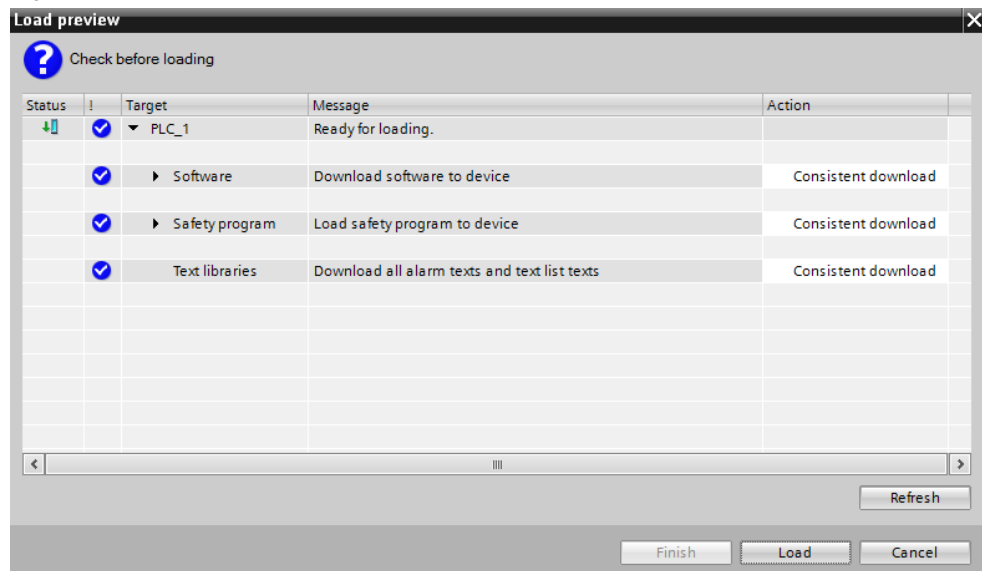 Load preview
Check before loading
Status ! Target Message Action
PLC_1 Ready for loading.
Software Download software to device Consistent download
Safety program Load safety program to device Consistent download
Text libraries Download all alarm texts and text list texts Consistent download
Refresh
Finish Load Cancel